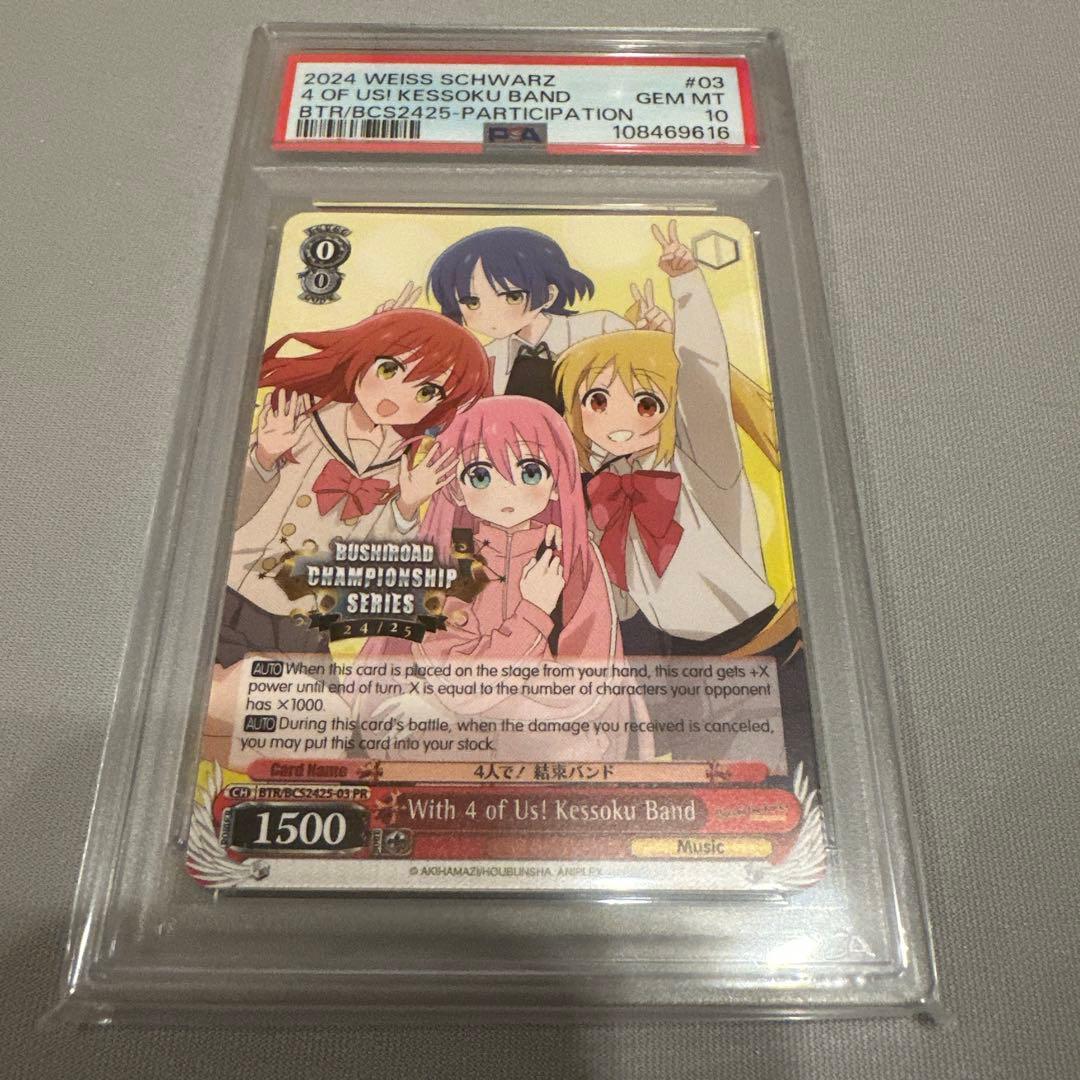 2024 WEISS SCHWARZ #03
4 OF US! KESSOKU BAND GEM MT
BTR/BCS2425-PARTICIPATION 10
PSA 108469616
0
0
BUSHIROAD
CHAMPIONSHIP
SERIES
24/25
AUTO When this card is placed on the stage from your hand, this card gets +X
power until end of turn. X is equal to the number of characters your opponent
has ×1000.
AUTO During this card's battle, when the damage you received is canceled,
you may put this card into your stock.
Card Name 4人で! 結束バンド
CH BTR/BCS2425-03 PR
With 4 of Us! Kessoku Band
1500
Music
© AKIHAMAZI/HOUBUNSHA, ANIPLEX